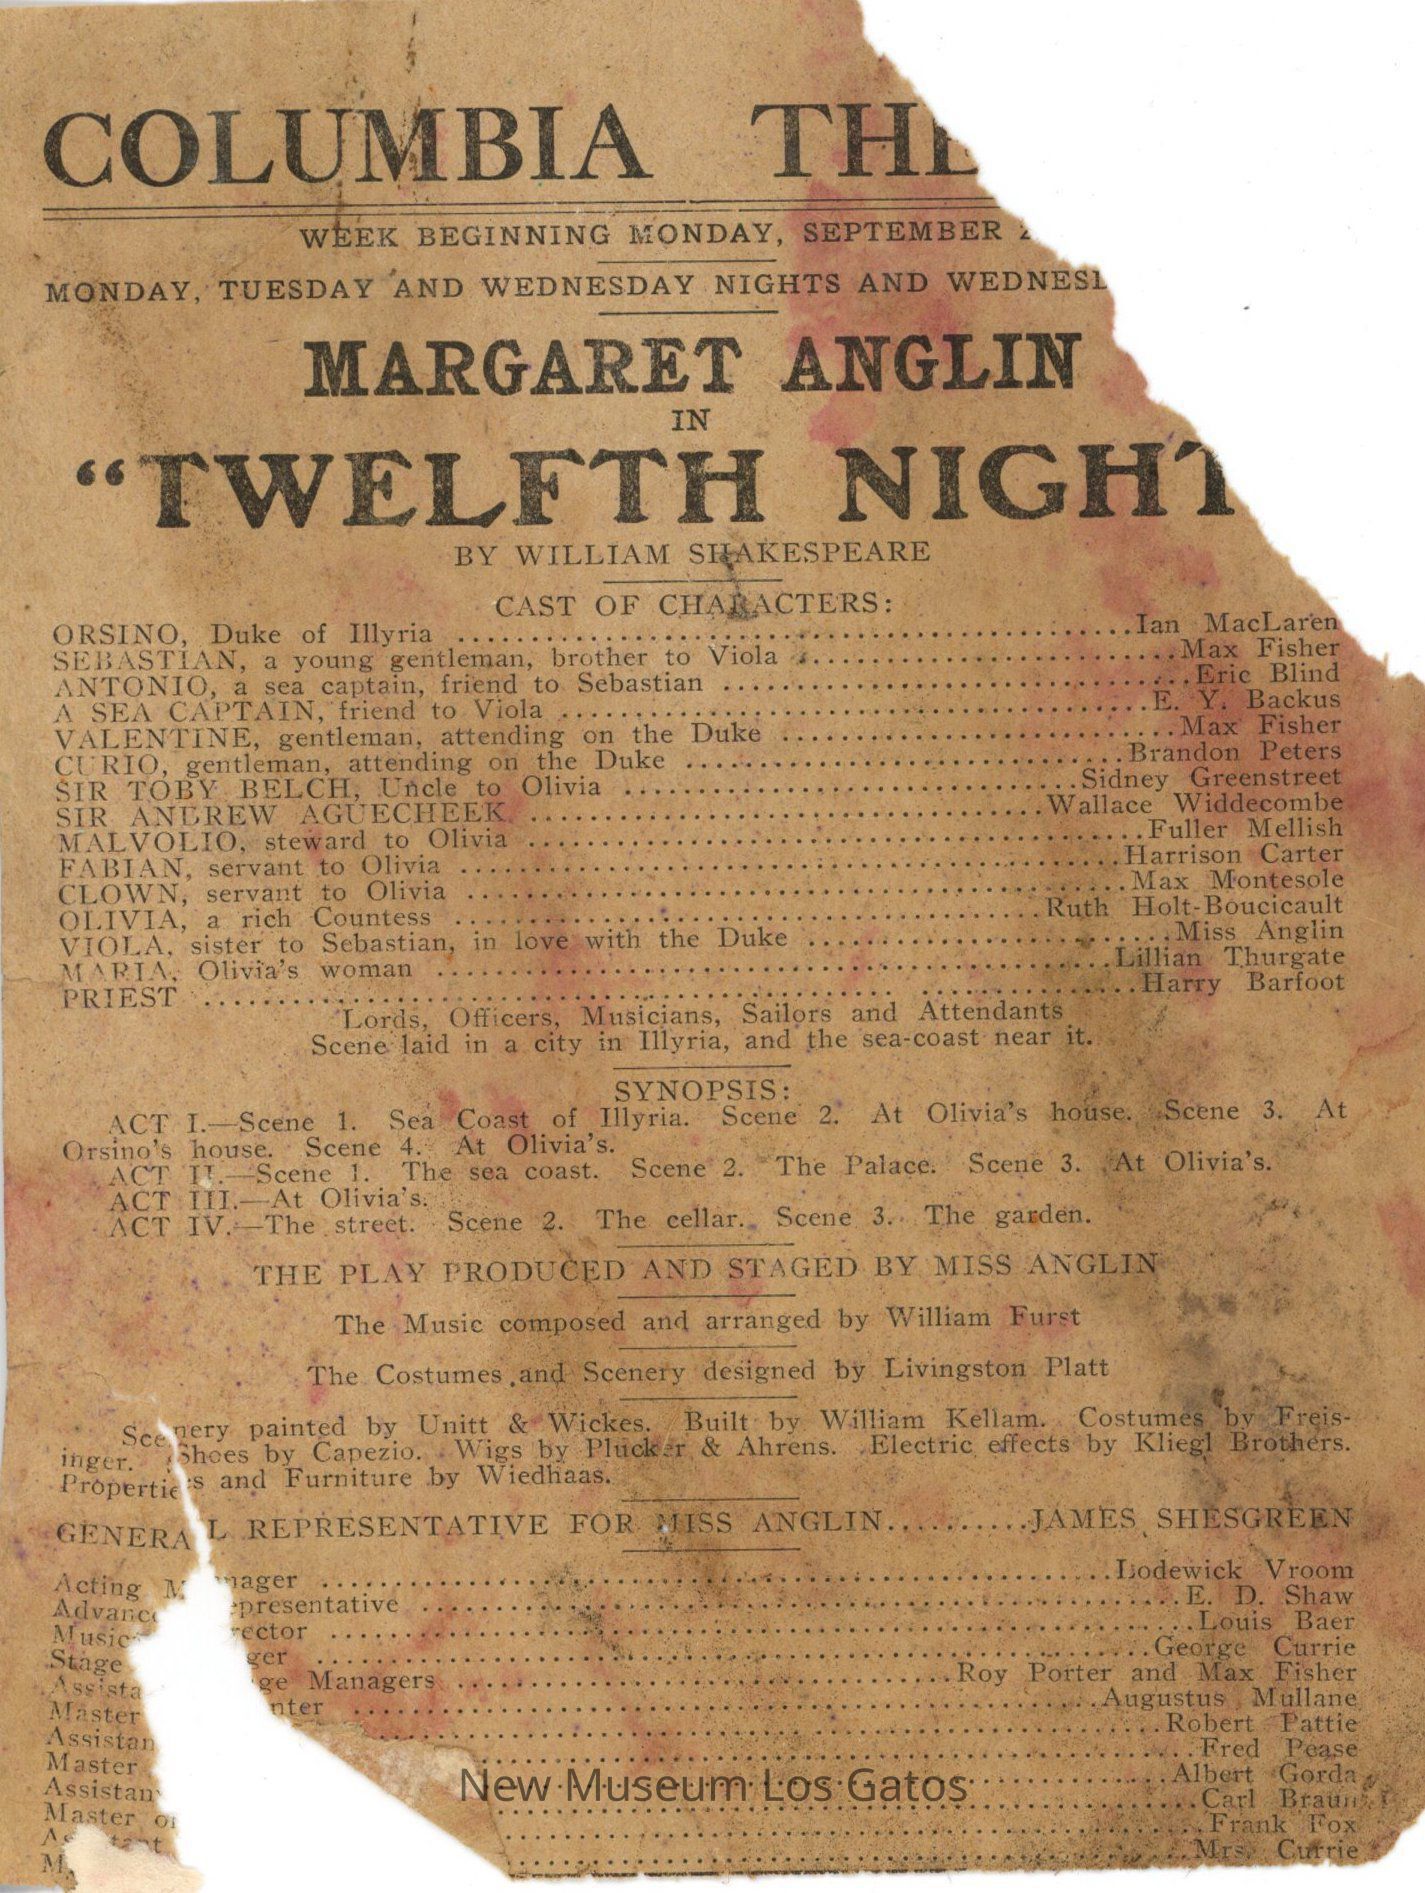 COLUMBIA THE
WEEK BEGINNING MONDAY, SEPTEMBER
MONDAY, TUESDAY AND WEDNESDAY NIGHTS AND WEDNESD
MARGARET ANGLIN
IN
"TWELFTH NIGHT
BY WILLIAM SHAKESPEARE
CAST OF CHARACTERS:
ORSINO, Duke of Illyria ........ Ian MacLaren
SEBASTIAN, a young gentleman, brother to Viola ........ Max Fisher
ANTONIO, a sea captain, friend to Sebastian ........ Eric Blind
A SEA CAPTAIN, friend to Viola ........ E. Y. Backus
VALENTINE, gentleman, attending on the Duke ........ Max Fisher
CURIO, gentleman, attending on the Duke ........ Brandon Peters
SIR TOBY BELCH, Uncle to Olivia ........ Sidney Greenstreet
SIR ANDREW AGUECHEEK ........ Wallace Widdecombe
MALVOLIO, steward to Olivia ........ Fuller Mellish
FABIAN, servant to Olivia ........ Harrison Carter
CLOWN, servant to Olivia ........ Max Montesole
OLIVIA, a rich Countess ........ Ruth Holt-Boucicault
VIOLA, sister to Sebastian, in love with the Duke ........ Miss Anglin
MARIA, Olivia's woman ........ Lillian Thurgate
PRIEST ........ Harry Barfoot
Lords, Officers, Musicians, Sailors and Attendants
Scene laid in a city in Illyria, and the sea-coast near it.
SYNOPSIS:
ACT I.—Scene 1. Sea Coast of Illyria. Scene 2. At Olivia's house. Scene 3. At
Orsino's house. Scene 4. At Olivia's.
ACT II.—Scene 1. The sea coast. Scene 2. The Palace. Scene 3. At Olivia's.
ACT III.—At Olivia's.
ACT IV.—The street. Scene 2. The cellar. Scene 3. The garden.
THE PLAY PRODUCED AND STAGED BY MISS ANGLIN
The Music composed and arranged by William Furst
The Costumes and Scenery designed by Livingston Platt
Scenery painted by Unitt & Wickes. Built by William Kellam. Costumes by Freis-
inger. Shoes by Capezio. Wigs by Plucker & Ahrens. Electric effects by Kliegl Brothers.
Properties and Furniture by Wiedhaas.
GENERAL REPRESENTATIVE FOR MISS ANGLIN..........JAMES SHESGREEN
Acting Manager ........ Lodewick Vroom
Advance epresentative ........ E. D. Shaw
Music rector ........ Louis Baer
Stage ger ........ George Currie
Assista ge Managers ........ Roy Porter and Max Fisher
Master nter ........ Augustus Mullane
Assistan ........ Robert Pattie
Master ........ Fred Pease
Assistan ........ Albert Gorda
Master o ........ Carl Braun
........ Frank Fox
M ........ Mrs. Currie
New Museum Los Gatos